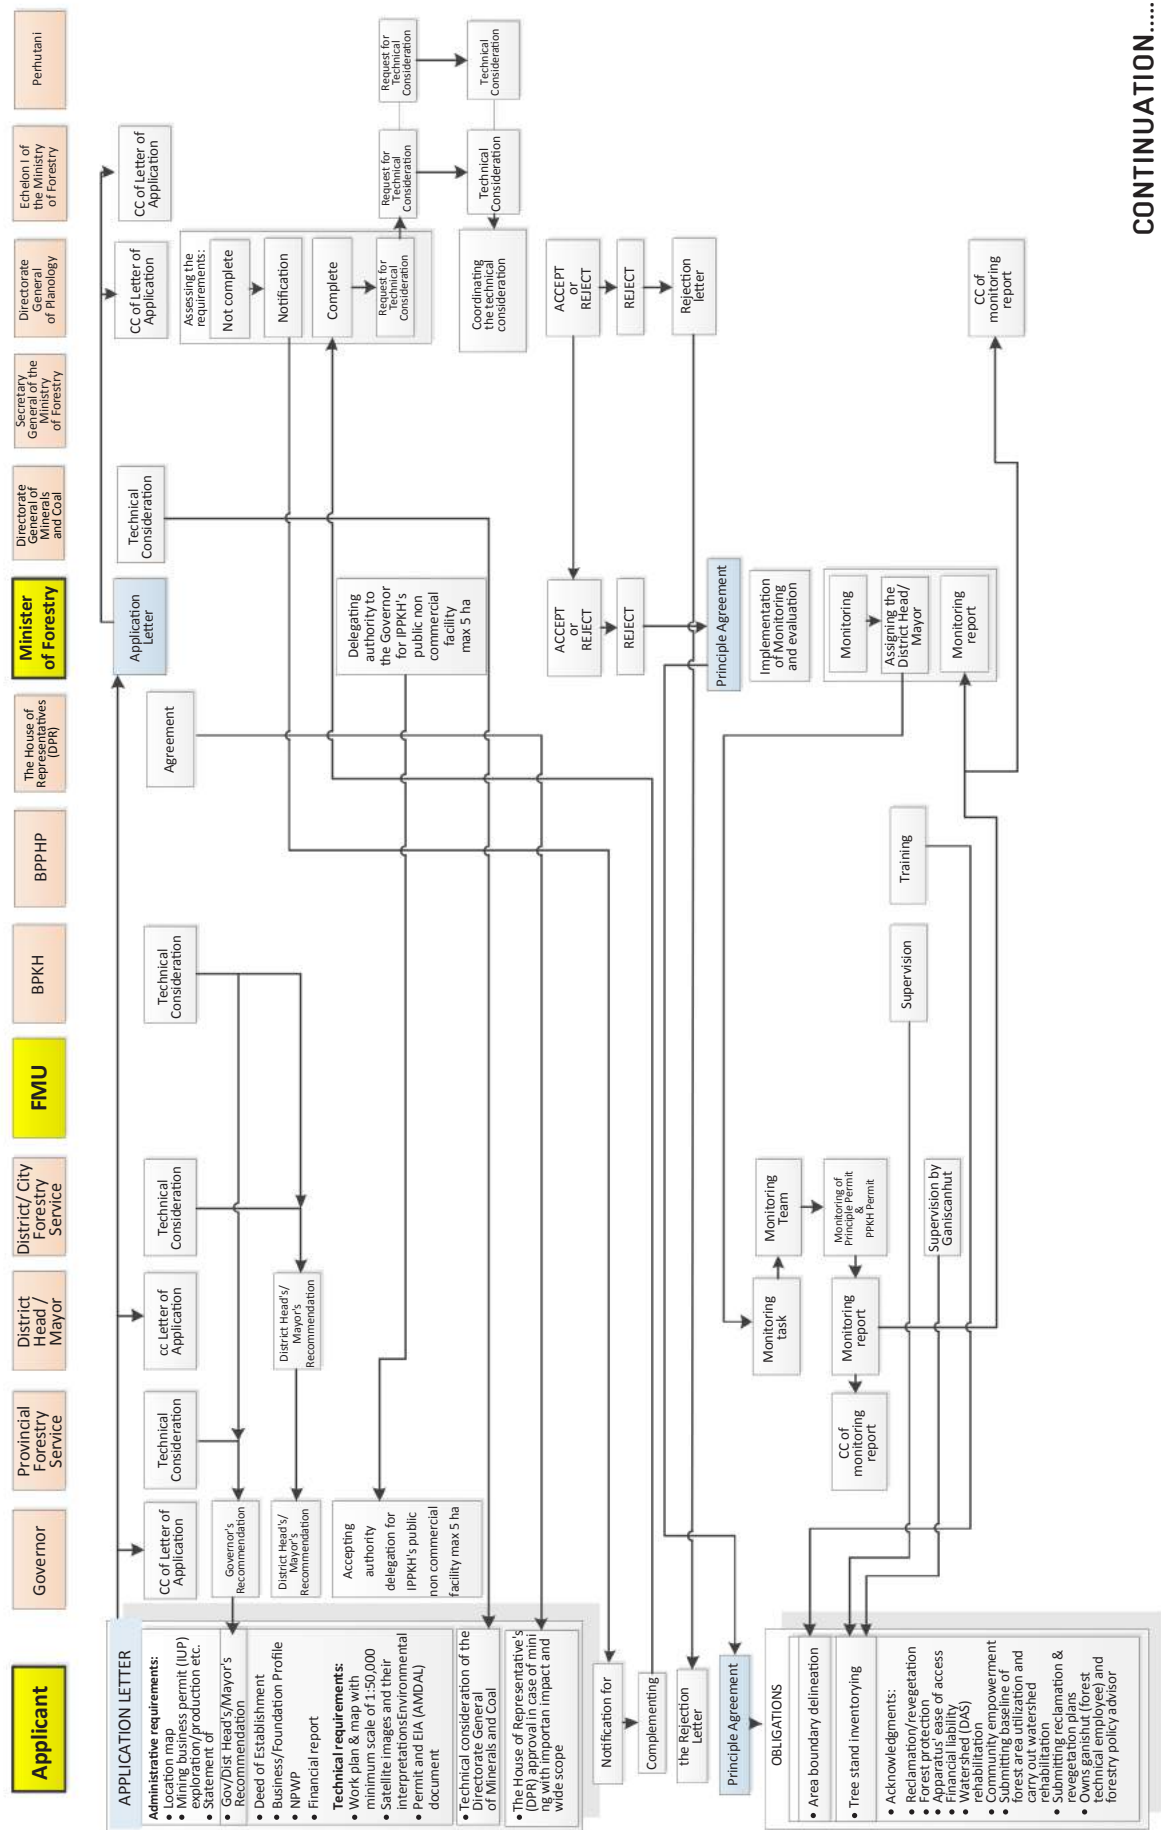 Applicant
Governor
Provincial
Forestry
Service
District
Head /
Mayor
District/ City
Forestry
Service
FMU
BPKH
BPPHP
The House of
Representatives
(DPR)
Minister
of Forestry
Directorate
General of
Minerals
and Coal
Secretary
General of the
Ministry
of Forestry
Directorate
General
of Planology
Echelon I of
the Ministry
of Forestry
Perhutani
APPLICATION LETTER
Administrative requirements:
• Location map
• Mining business permit (IUP)
exploration/production etc.
• Statement of
• Gov/Dist Head's/Mayor's
Recommendation
• Deed of Establishment
• Business/Foundation Profile
• NPWP
• Financial report
Technical requirements:
• Work plan & map with
minimum scale of 1:50,000
• Satellite images and their
interpretationsEnvironmental
• Permit and EIA (AMDAL)
document
• Technical consideration of the
Directorate General
of Minerals and Coal
• The House of Representative's
(DPR) approval in case of mini
ng with important impact and
wide scope
CC of Letter of
Application
Technical
Consideration
cc Letter of
Application
Technical
Consideration
Technical
Consideration
Agreement
Application
Letter
Technical
Consideration
CC of Letter of
Application
CC of Letter of
Application
Governor's
Recommendation
District Head's/
Mayor's
Recommendation
District Head's/
Mayor's
Recommendation
Assessing the
requirements:
Not complete
Notification
Complete
Request for
Technical
Consideration
Request for
Technical
Consideration
Request for
Technical
Consideration
Accepting
authority
delegation for
IPPKH's public
non commercial
facility max 5 ha
Delegating
authority to
the Governor
for IPPKH's
public non
commercial
facility
max 5 ha
Coordinating
the technical
consideration
Technical
Consideration
Technical
Consideration
ACCEPT
or
REJECT
REJECT
ACCEPT
or
REJECT
REJECT
Rejection
letter
Notification for
Complementing
the Rejection
Letter
Principle Agreement
Principle Agreement
Implementation
of Monitoring
and evaluation
Monitoring
Assigning the
District Head/
Mayor
Monitoring
report
Monitoring
task
Monitoring
Team
Monitoring of
Principle Permit
&
PPKH Permit
Monitoring
report
CC of
monitoring
report
CC of
monitoring
report
Supervision by
Ganiscanhut
Supervision
Training
OBLIGATIONS
• Area boundary delineation
• Tree stand inventorying
• Acknowledgments:
• Reclamation/revegetation
• Forest protection
• Apparatus' ease of access
• Financial liability
• Watershed (DAS)
rehabilitation
• Community empowerment
• Submitting baseline of
forest area utilization and
carry out watershed
rehabilitation
• Submitting reclamation &
revegetation plans
• Owns organishut (forest
technical employee) and
forestry policy advisor
CONTINUATION.....